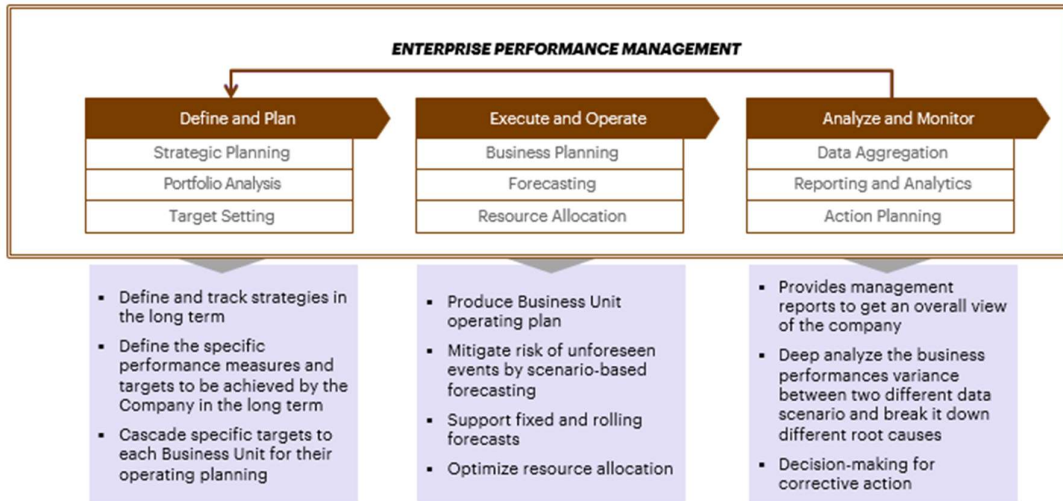 ENTERPRISE PERFORMANCE MANAGEMENT
Define and Plan
Strategic Planning
Portfolio Analysis
Target Setting
Execute and Operate
Business Planning
Forecasting
Resource Allocation
Analyze and Monitor
Data Aggregation
Reporting and Analytics
Action Planning
▪ Define and track strategies in
the long term
▪ Define the specific
performance measures and
targets to be achieved by the
Company in the long term
▪ Cascade specific targets to
each Business Unit for their
operating planning
▪ Produce Business Unit
operating plan
▪ Mitigate risk of unforeseen
events by scenario-based
forecasting
▪ Support fixed and rolling
forecasts
▪ Optimize resource allocation
▪ Provides management
reports to get an overall view
of the company
▪ Deep analyze the business
performances variance
between two different data
scenario and break it down
different root causes
▪ Decision-making for
corrective action